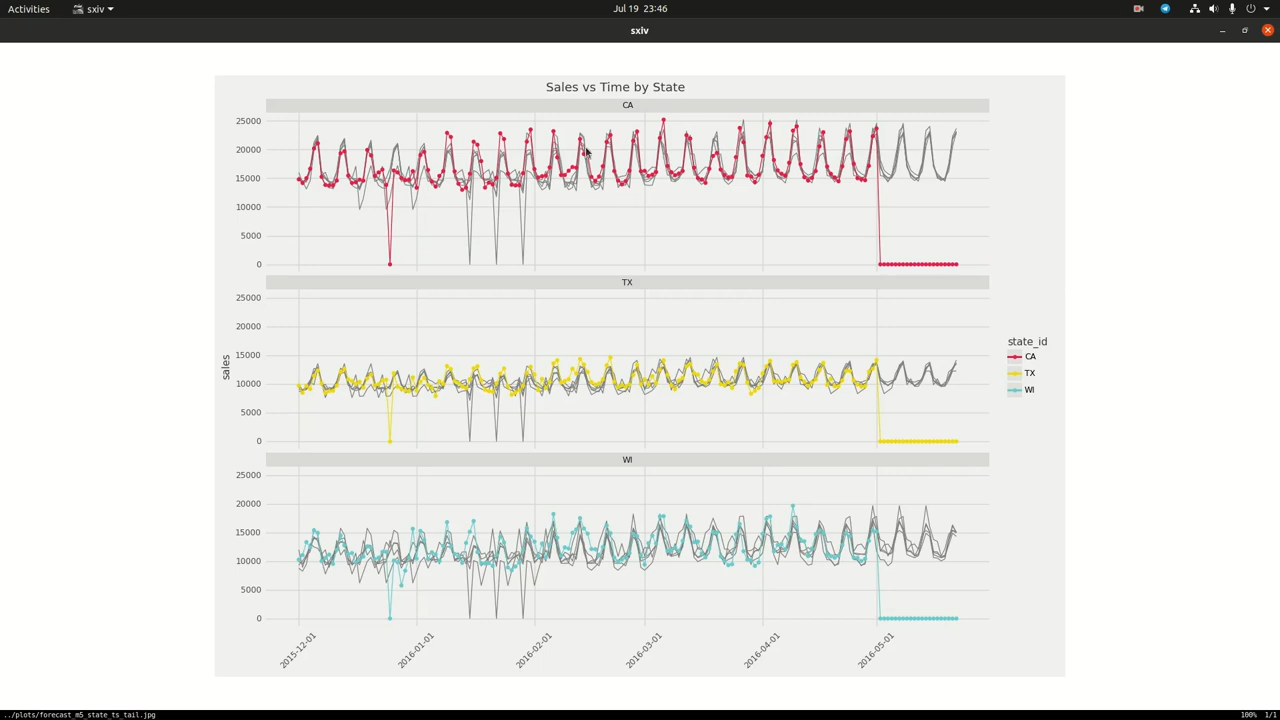 Activities sxiv Jul 19 23:46
sxiv
Sales vs Time by State
CA
25000
20000
15000
10000
5000
0
TX
25000
20000
15000
10000
5000
0
sales
WI
25000
20000
15000
10000
5000
0
2015-12-01 2016-01-01 2016-02-01 2016-03-01 2016-04-01 2016-05-01
state_id
CA
TX
WI
../plots/forecast_m5_state_ts_tail.jpg 100% 1/1